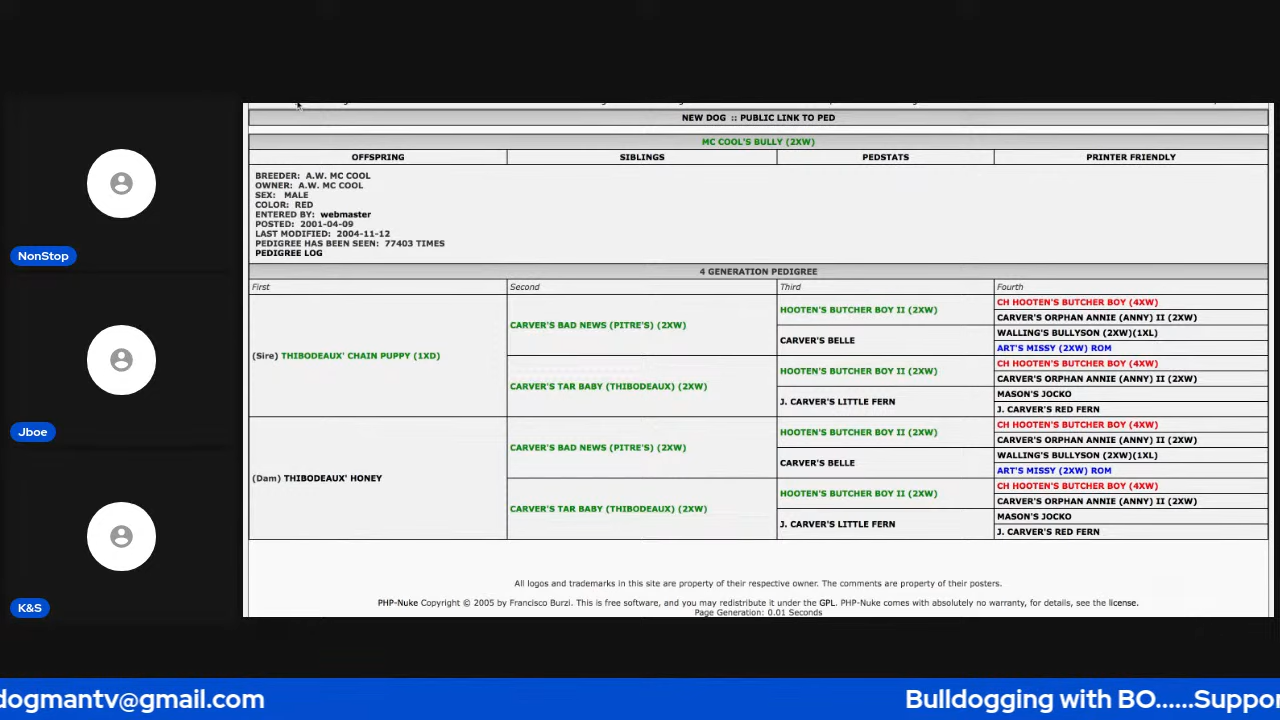 NEW DOG :: PUBLIC LINK TO PED
MC COOL'S BULLY (2XW)
OFFSPRING SIBLINGS PEDSTATS PRINTER FRIENDLY
BREEDER: A.W. MC COOL
OWNER: A.W. MC COOL
SEX: MALE
COLOR: RED
ENTERED BY: webmaster
POSTED: 2001-04-09
LAST MODIFIED: 2004-11-12
PEDIGREE HAS BEEN SEEN: 77403 TIMES
PEDIGREE LOG
4 GENERATION PEDIGREE
First Second Third Fourth
(Sire) THIBODEAUX' CHAIN PUPPY (1XD)
CARVER'S BAD NEWS (PITRE'S) (2XW)
HOOTEN'S BUTCHER BOY II (2XW)
CH HOOTEN'S BUTCHER BOY (4XW)
CARVER'S ORPHAN ANNIE (ANNY) II (2XW)
CARVER'S BELLE
WALLING'S BULLYSON (2XW)(1XL)
ART'S MISSY (2XW) ROM
CARVER'S TAR BABY (THIBODEAUX) (2XW)
HOOTEN'S BUTCHER BOY II (2XW)
CH HOOTEN'S BUTCHER BOY (4XW)
CARVER'S ORPHAN ANNIE (ANNY) II (2XW)
J. CARVER'S LITTLE FERN
MASON'S JOCKO
J. CARVER'S RED FERN
(Dam) THIBODEAUX' HONEY
CARVER'S BAD NEWS (PITRE'S) (2XW)
HOOTEN'S BUTCHER BOY II (2XW)
CH HOOTEN'S BUTCHER BOY (4XW)
CARVER'S ORPHAN ANNIE (ANNY) II (2XW)
CARVER'S BELLE
WALLING'S BULLYSON (2XW)(1XL)
ART'S MISSY (2XW) ROM
CARVER'S TAR BABY (THIBODEAUX) (2XW)
HOOTEN'S BUTCHER BOY II (2XW)
CH HOOTEN'S BUTCHER BOY (4XW)
CARVER'S ORPHAN ANNIE (ANNY) II (2XW)
J. CARVER'S LITTLE FERN
MASON'S JOCKO
J. CARVER'S RED FERN
All logos and trademarks in this site are property of their respective owner. The comments are property of their posters.
PHP-Nuke Copyright © 2005 by Francisco Burzi. This is free software, and you may redistribute it under the GPL. PHP-Nuke comes with absolutely no warranty, for details, see the license.
Page Generation: 0.01 Seconds
NonStop
Jboe
K&S
dogmantv@gmail.com
Bulldogging with BO......Suppor